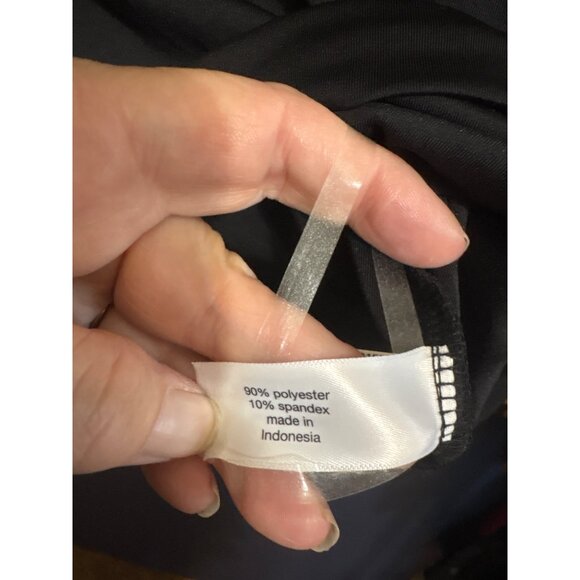 90% polyester
10% spandex
made in
Indonesia